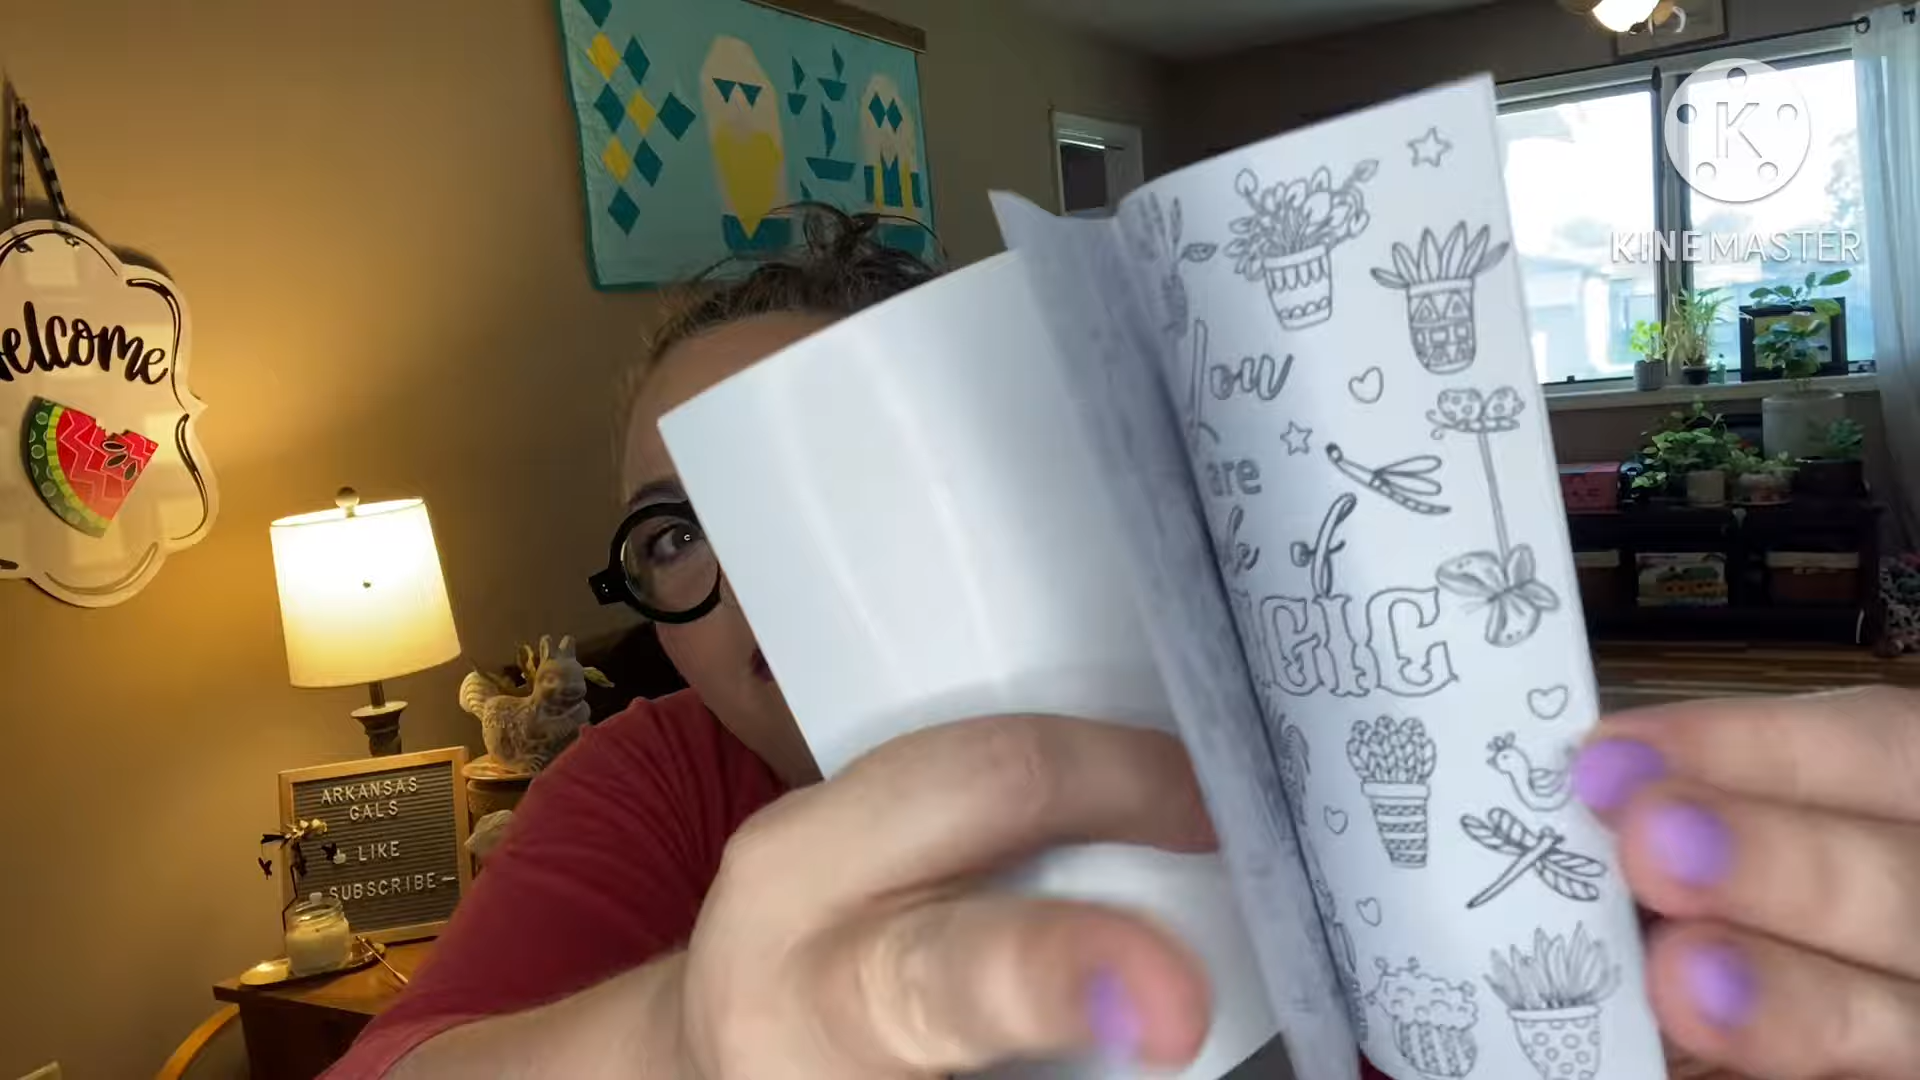 elcome
ARKANSAS
GALS
LIKE
SUBSCRIBE
You
are
of
GIC
K
KINEMASTER